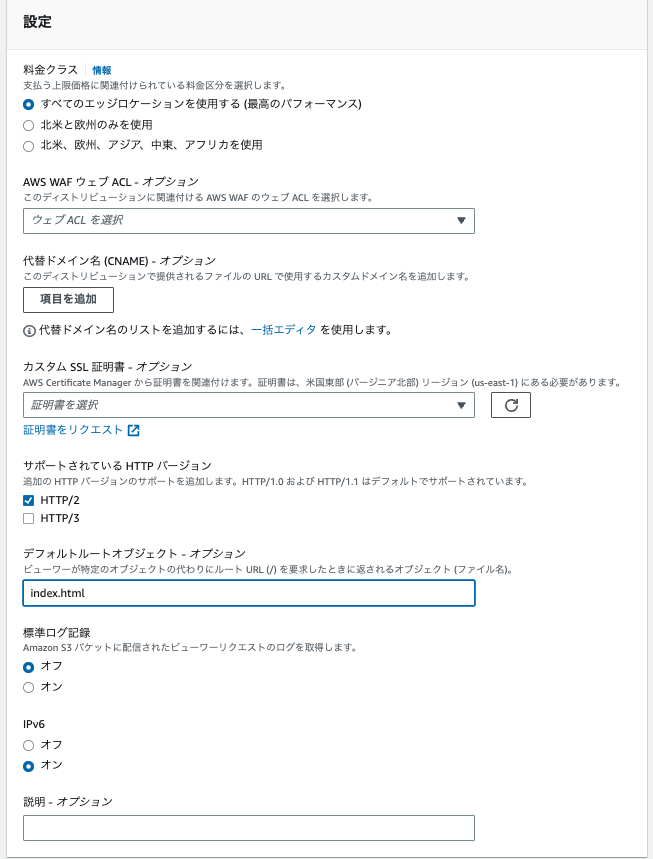 設定
料金クラス 情報
支払う上限価格に関連付けられている料金区分を選択します。
すべてのエッジロケーションを使用する (最高のパフォーマンス)
北米と欧州のみを使用
北米、欧州、アジア、中東、アフリカを使用
AWS WAF ウェブ ACL - オプション
このディストリビューションに関連付ける AWS WAF のウェブ ACL を選択します。
ウェブ ACL を選択
代替ドメイン名 (CNAME) - オプション
このディストリビューションで提供されるファイルの URL で使用するカスタムドメイン名を追加します。
項目を追加
代替ドメイン名のリストを追加するには、一括エディタ を使用します。
カスタム SSL 証明書 - オプション
AWS Certificate Manager から証明書を関連付けます。証明書は、米国東部 (バージニア北部) リージョン (us-east-1) にある必要があります。
証明書を選択
証明書をリクエスト
サポートされている HTTP バージョン
追加の HTTP バージョンのサポートを追加します。HTTP/1.0 および HTTP/1.1 はデフォルトでサポートされています。
HTTP/2
HTTP/3
デフォルトルートオブジェクト - オプション
ビューワーが特定のオブジェクトの代わりにルート URL (/) を要求したときに返されるオブジェクト (ファイル名)。
index.html
標準ログ記録
Amazon S3 バケットに配信されたビューワーリクエストのログを取得します。
オフ
オン
IPv6
オフ
オン
説明 - オプション